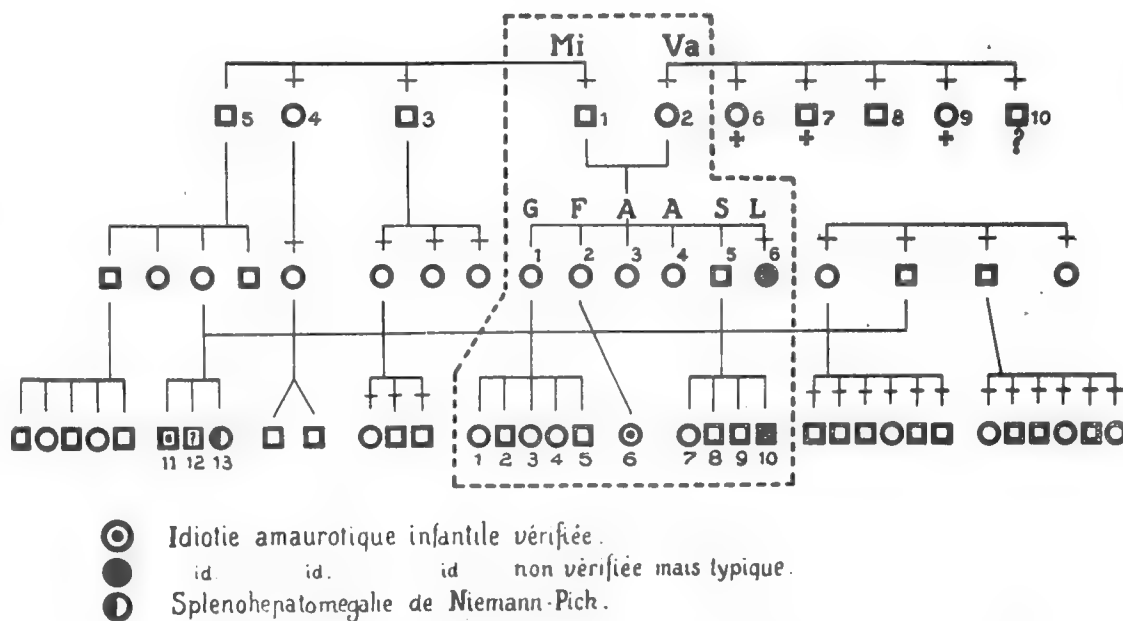 Mi Va
5 4 3 1 2 6 7 8 9 10
?
G F A A S L
1 2 3 4 5 6
?
11 12 13 1 2 3 4 5 6 7 8 9 10
Idiotie amaurotique infantile vérifiée.
id. id. id non vérifiée mais typique.
Splenohepatomegalie de Niemann-Pick.